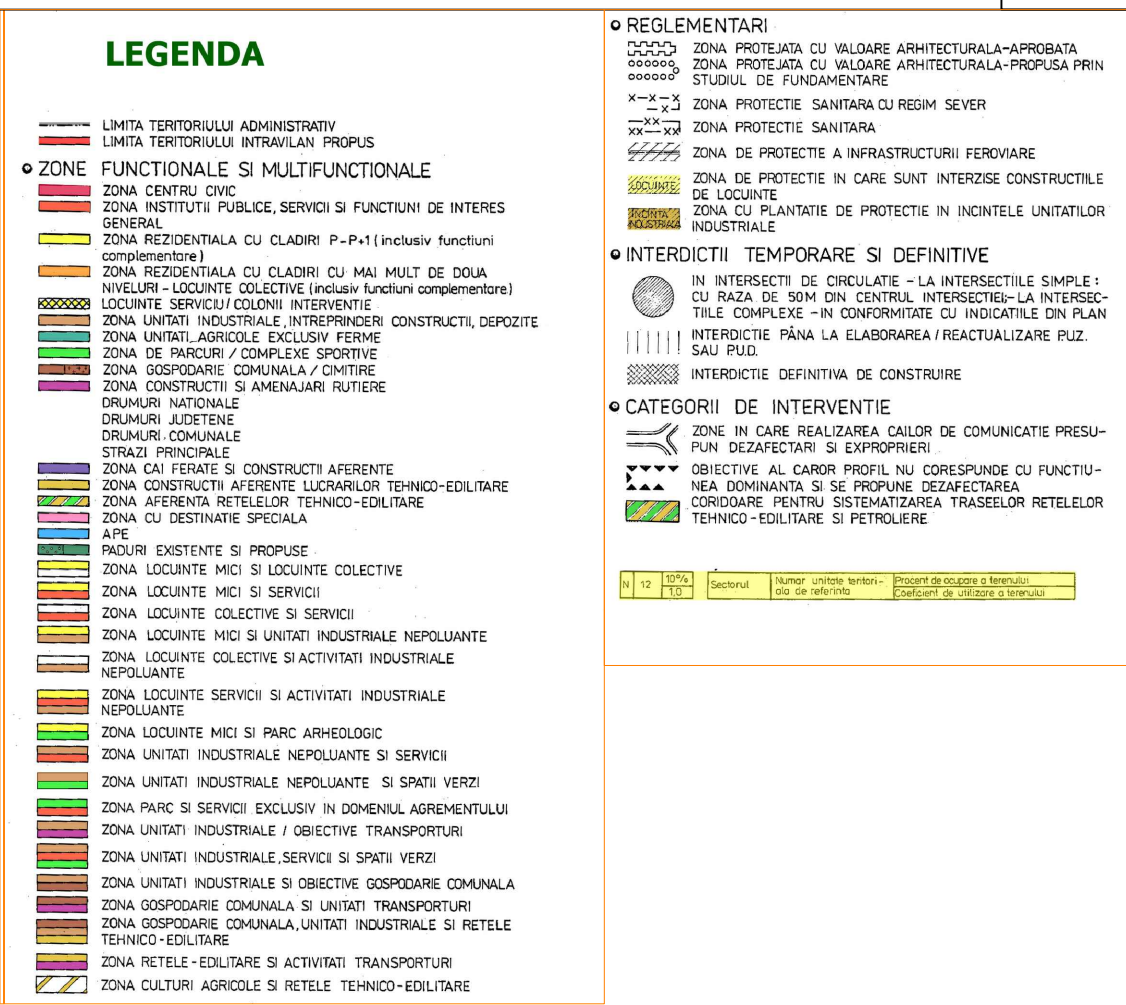 LEGENDA
LIMITA TERITORIULUI ADMINISTRATIV
LIMITA TERITORIULUI INTRAVILAN PROPUS
ZONE FUNCTIONALE SI MULTIFUNCTIONALE
ZONA CENTRU CIVIC
ZONA INSTITUTII PUBLICE, SERVICII SI FUNCTIUNI DE INTERES
GENERAL
ZONA REZIDENTIALA CU CLADIRI P-P+1 (inclusiv functiuni
complementare)
ZONA REZIDENTIALA CU CLADIRI CU MAI MULT DE DOUA
NIVELURI - LOCUINTE COLECTIVE (inclusiv functiuni complementare)
LOCUINTE SERVICIU / COLONII INTERVENTIE
ZONA UNITATI INDUSTRIALE, INTREPRINDERI CONSTRUCTII, DEPOZITE
ZONA UNITATI AGRICOLE EXCLUSIV FERME
ZONA DE PARCURI / COMPLEXE SPORTIVE
ZONA GOSPODARIE COMUNALA / CIMITIRE
ZONA CONSTRUCTII SI AMENAJARI RUTIERE
DRUMURI NATIONALE
DRUMURI JUDETENE
DRUMURI COMUNALE
STRAZI PRINCIPALE
ZONA CAI FERATE SI CONSTRUCTII AFERENTE
ZONA CONSTRUCTII AFERENTE LUCRARILOR TEHNICO-EDILITARE
ZONA AFERENTA RETELELOR TEHNICO-EDILITARE
ZONA CU DESTINATIE SPECIALA
APE
PADURI EXISTENTE SI PROPUSE
ZONA LOCUINTE MICI SI LOCUINTE COLECTIVE
ZONA LOCUINTE MICI SI SERVICII
ZONA LOCUINTE COLECTIVE SI SERVICII
ZONA LOCUINTE MICI SI UNITATI INDUSTRIALE NEPOLUANTE
ZONA LOCUINTE COLECTIVE SI ACTIVITATI INDUSTRIALE
NEPOLUANTE
ZONA LOCUINTE SERVICII SI ACTIVITATI INDUSTRIALE
NEPOLUANTE
ZONA LOCUINTE MICI SI PARC ARHEOLOGIC
ZONA UNITATI INDUSTRIALE NEPOLUANTE SI SERVICII
ZONA UNITATI INDUSTRIALE NEPOLUANTE SI SPATII VERZI
ZONA PARC SI SERVICII EXCLUSIV IN DOMENIUL AGREMENTULUI
ZONA UNITATI INDUSTRIALE / OBIECTIVE TRANSPORTURI
ZONA UNITATI INDUSTRIALE, SERVICII SI SPATII VERZI
ZONA UNITATI INDUSTRIALE SI OBIECTIVE GOSPODARIE COMUNALA
ZONA GOSPODARIE COMUNALA SI UNITATI TRANSPORTURI
ZONA GOSPODARIE COMUNALA, UNITATI INDUSTRIALE SI RETELE
TEHNICO-EDILITARE
ZONA RETELE-EDILITARE SI ACTIVITATI TRANSPORTURI
ZONA CULTURI AGRICOLE SI RETELE TEHNICO-EDILITARE
REGLEMENTARI
ZONA PROTEJATA CU VALOARE ARHITECTURALA-APROBATA
ZONA PROTEJATA CU VALOARE ARHITECTURALA-PROPUSA PRIN
STUDIUL DE FUNDAMENTARE
ZONA PROTECTIE SANITARA CU REGIM SEVER
ZONA PROTECTIE SANITARA
ZONA DE PROTECTIE A INFRASTRUCTURII FEROVIARE
LOCUINTE
ZONA DE PROTECTIE IN CARE SUNT INTERZISE CONSTRUCTIILE
DE LOCUINTE
INCINTA
INDUSTRIALA
ZONA CU PLANTATIE DE PROTECTIE IN INCINTELE UNITATILOR
INDUSTRIALE
INTERDICTII TEMPORARE SI DEFINITIVE
IN INTERSECTII DE CIRCULATIE - LA INTERSECTIILE SIMPLE:
CU RAZA DE 50M DIN CENTRUL INTERSECTIEI;-LA INTERSEC-
TIILE COMPLEXE - IN CONFORMITATE CU INDICATIILE DIN PLAN
INTERDICTIE PÂNA LA ELABORAREA / REACTUALIZARE P.U.Z.
SAU P.U.D.
INTERDICTIE DEFINITIVA DE CONSTRUIRE
CATEGORII DE INTERVENTIE
ZONE IN CARE REALIZAREA CAILOR DE COMUNICATIE PRESU-
PUN DEZAFECTARI SI EXPROPRIERI
OBIECTIVE AL CAROR PROFIL NU CORESPUNDE CU FUNCTIU-
NEA DOMINANTA SI SE PROPUNE DEZAFECTAREA
CORIDOARE PENTRU SISTEMATIZAREA TRASEELOR RETELELOR
TEHNICO-EDILITARE SI PETROLIERE
N 12 10% 1,0
Sectorul
Numar unitate teritori-
ala de referinta
Procent de ocupare a terenului
Coeficient de utilizare a terenului